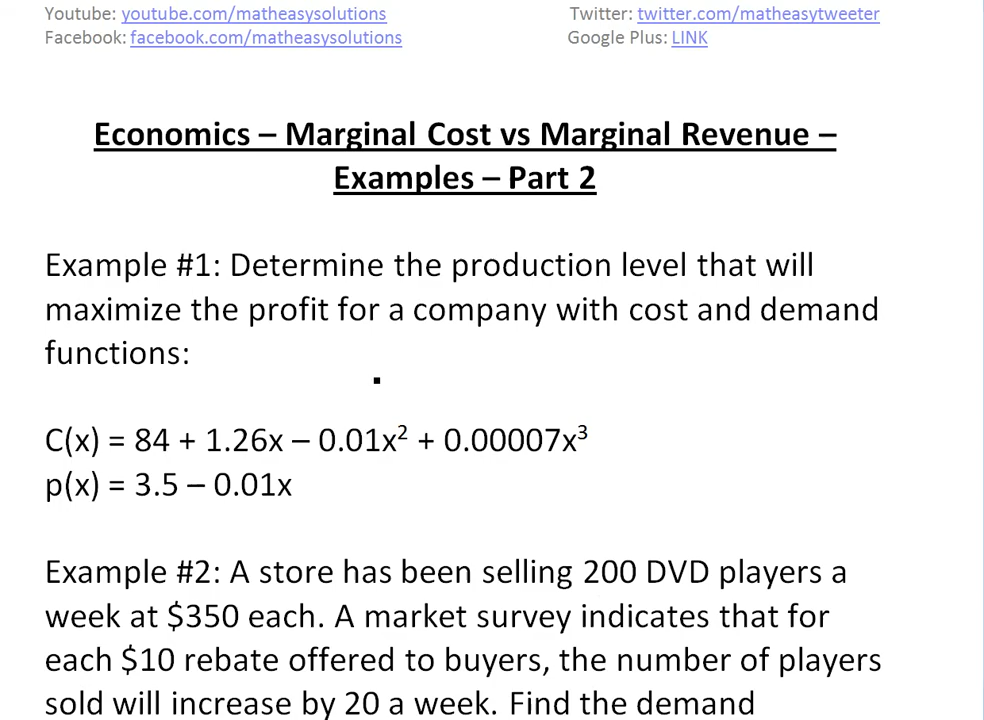 Youtube: youtube.com/matheasysolutions Twitter: twitter.com/matheasytweeter
Facebook: facebook.com/matheasysolutions Google Plus: LINK
Economics – Marginal Cost vs Marginal Revenue –
Examples – Part 2
Example #1: Determine the production level that will
maximize the profit for a company with cost and demand
functions:
C(x) = 84 + 1.26x – 0.01x² + 0.00007x³
p(x) = 3.5 – 0.01x
Example #2: A store has been selling 200 DVD players a
week at $350 each. A market survey indicates that for
each $10 rebate offered to buyers, the number of players
sold will increase by 20 a week. Find the demand